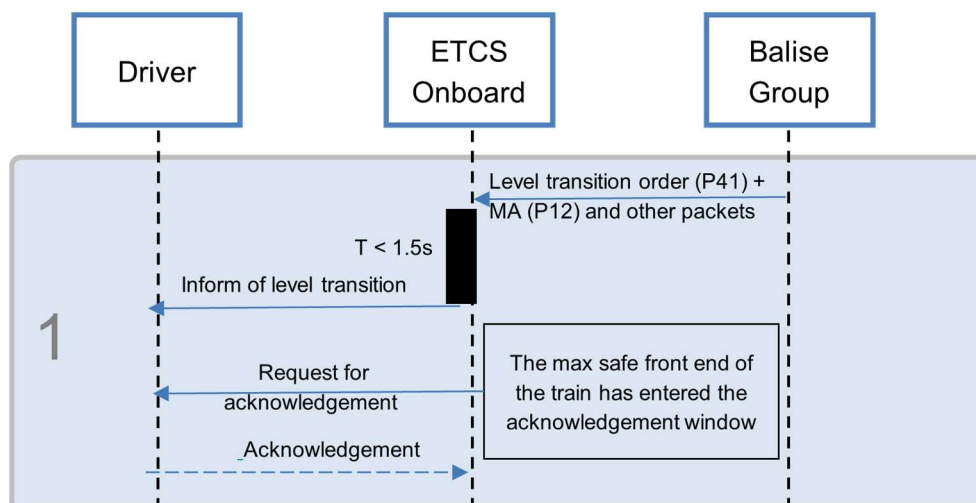 Driver
ETCS
Onboard
Balise
Group
Level transition order (P41) +
MA (P12) and other packets
T < 1.5s
Inform of level transition
1
The max safe front end of
the train has entered the
acknowledgement window
Request for
acknowledgement
Acknowledgement